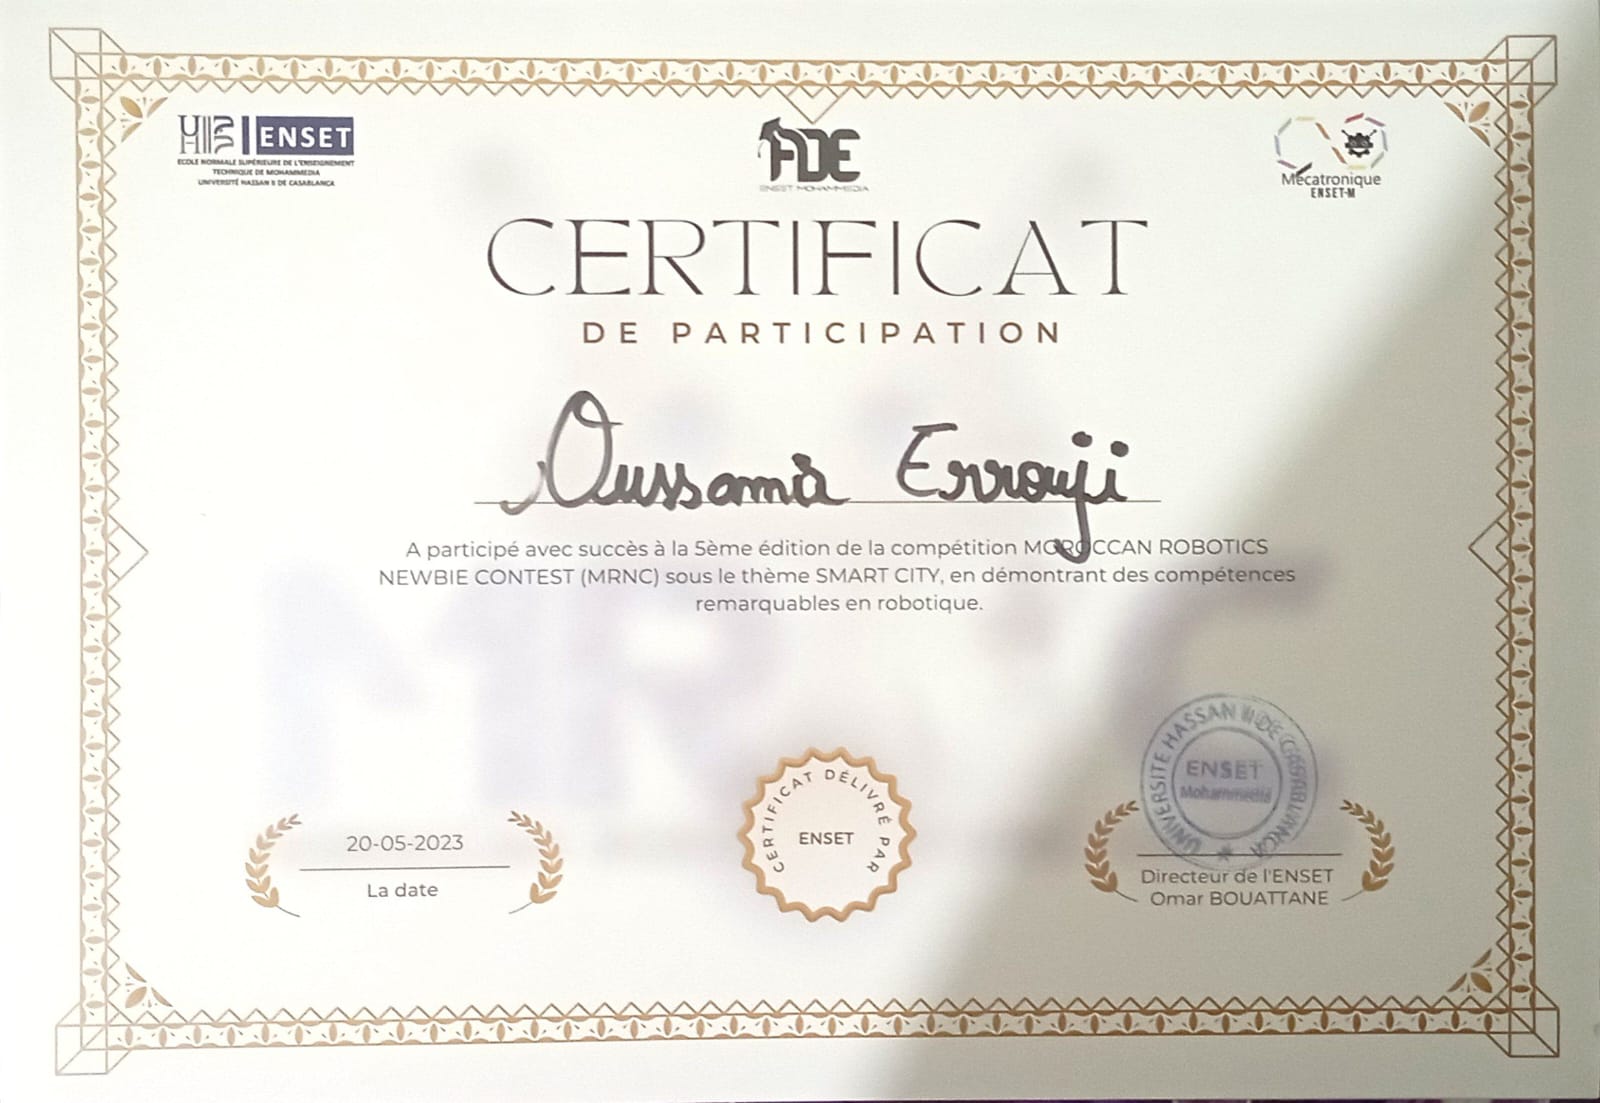 ENSET
ECOLE NORMALE SUPÉRIEURE DE L'ENSEIGNEMENT
TECHNIQUE DE MOHAMMEDIA
UNIVERSITÉ HASSAN II DE CASABLANCA
ADE
ENSET MOHAMMEDIA
Mécatronique
ENSET-M
CERTIFICAT
DE PARTICIPATION
Oussama Errouji
A participé avec succès à la 5ème édition de la compétition MOROCCAN ROBOTICS
NEWBIE CONTEST (MRNC) sous le thème SMART CITY, en démontrant des compétences
remarquables en robotique.
20-05-2023
La date
CERTIFICAT DÉLIVRÉ PAR
ENSET
UNIVERSITE HASSAN II DE CASABLANCA
ENSET
Mohammedia
Directeur de l'ENSET
Omar BOUATTANE